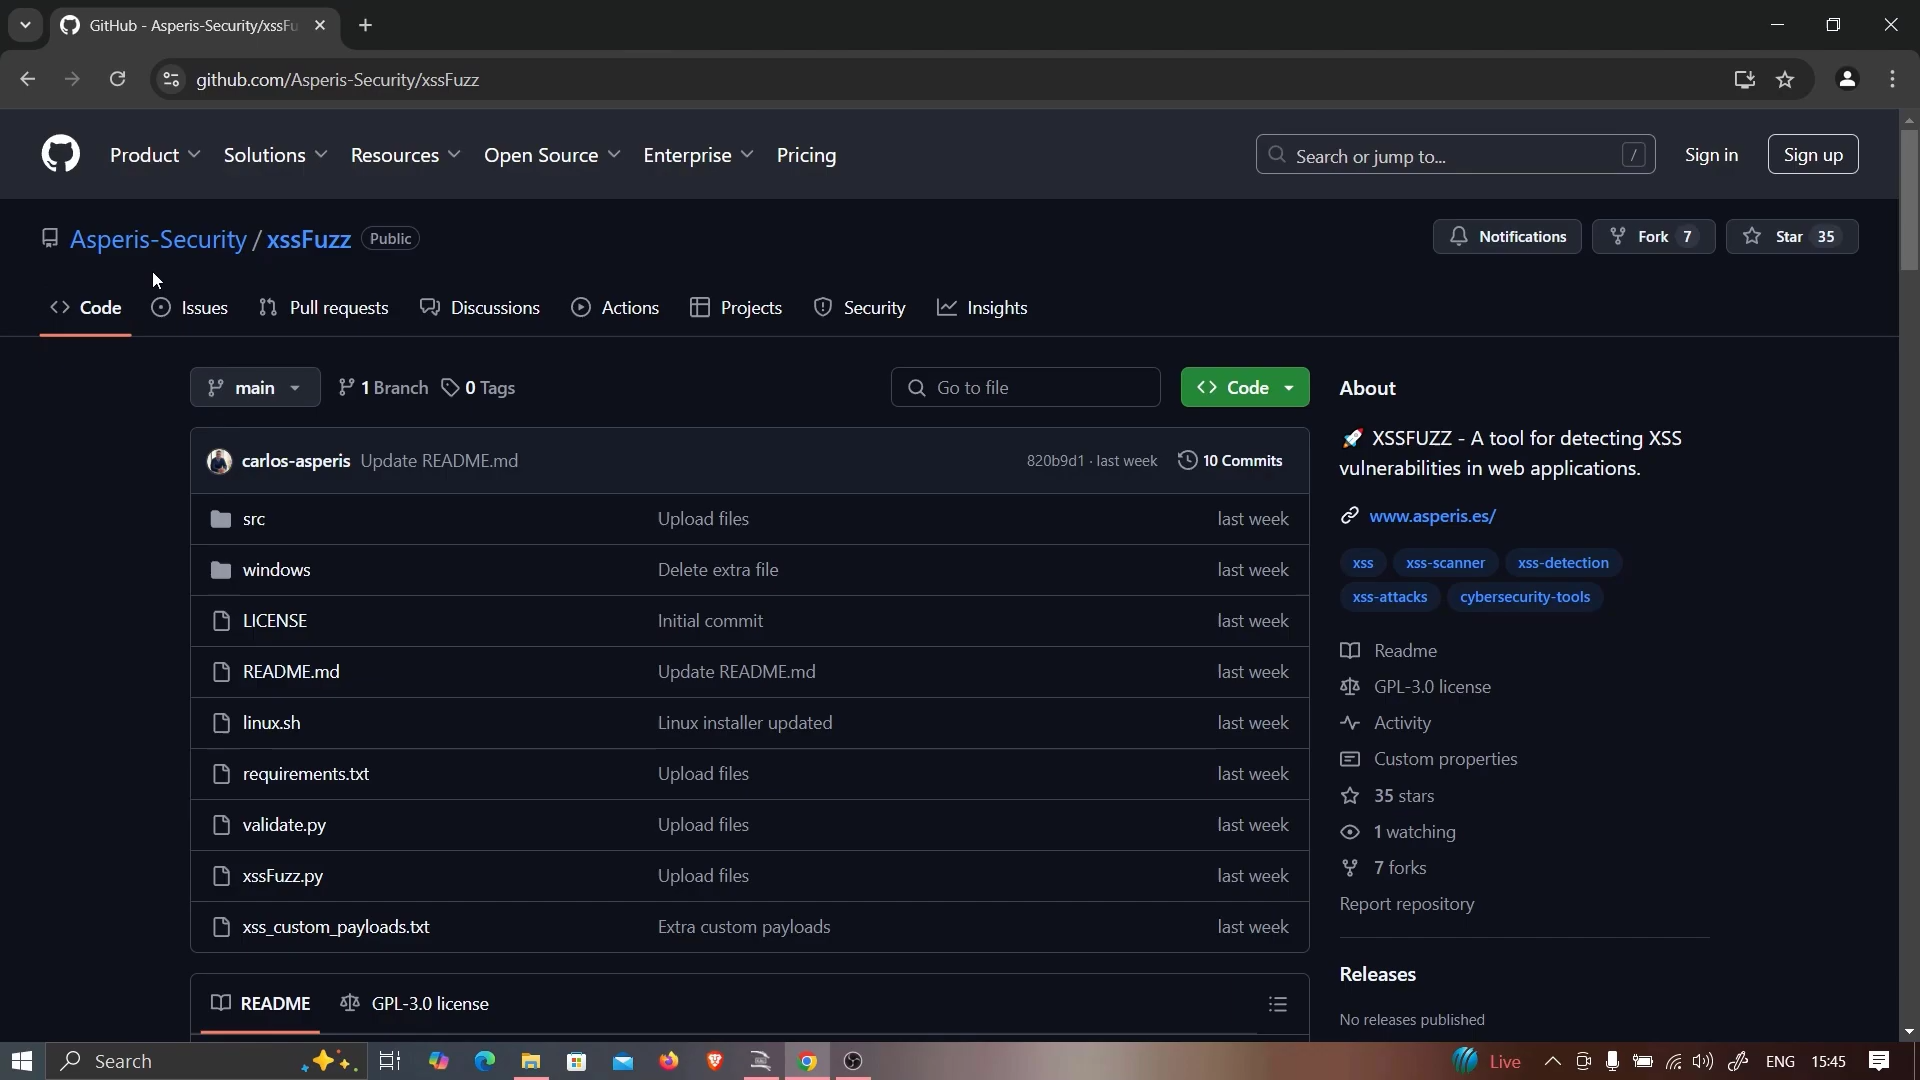 GitHub - Asperis-Security/xssFu
github.com/Asperis-Security/xssFuzz
Product Solutions Resources Open Source Enterprise Pricing
Search or jump to... /
Sign in
Sign up
Asperis-Security / xssFuzz Public
Notifications
Fork 7
Star 35
Code Issues Pull requests Discussions Actions Projects Security Insights
main
1 Branch 0 Tags
Go to file
Code
carlos-asperis Update README.md 820b9d1 · last week 10 Commits
src Upload files last week
windows Delete extra file last week
LICENSE Initial commit last week
README.md Update README.md last week
linux.sh Linux installer updated last week
requirements.txt Upload files last week
validate.py Upload files last week
xssFuzz.py Upload files last week
xss_custom_payloads.txt Extra custom payloads last week
README GPL-3.0 license
About
XSSFUZZ - A tool for detecting XSS
vulnerabilities in web applications.
www.asperis.es/
xss xss-scanner xss-detection
xss-attacks cybersecurity-tools
Readme
GPL-3.0 license
Activity
Custom properties
35 stars
1 watching
7 forks
Report repository
Releases
No releases published
Search
Live
ENG 15:45